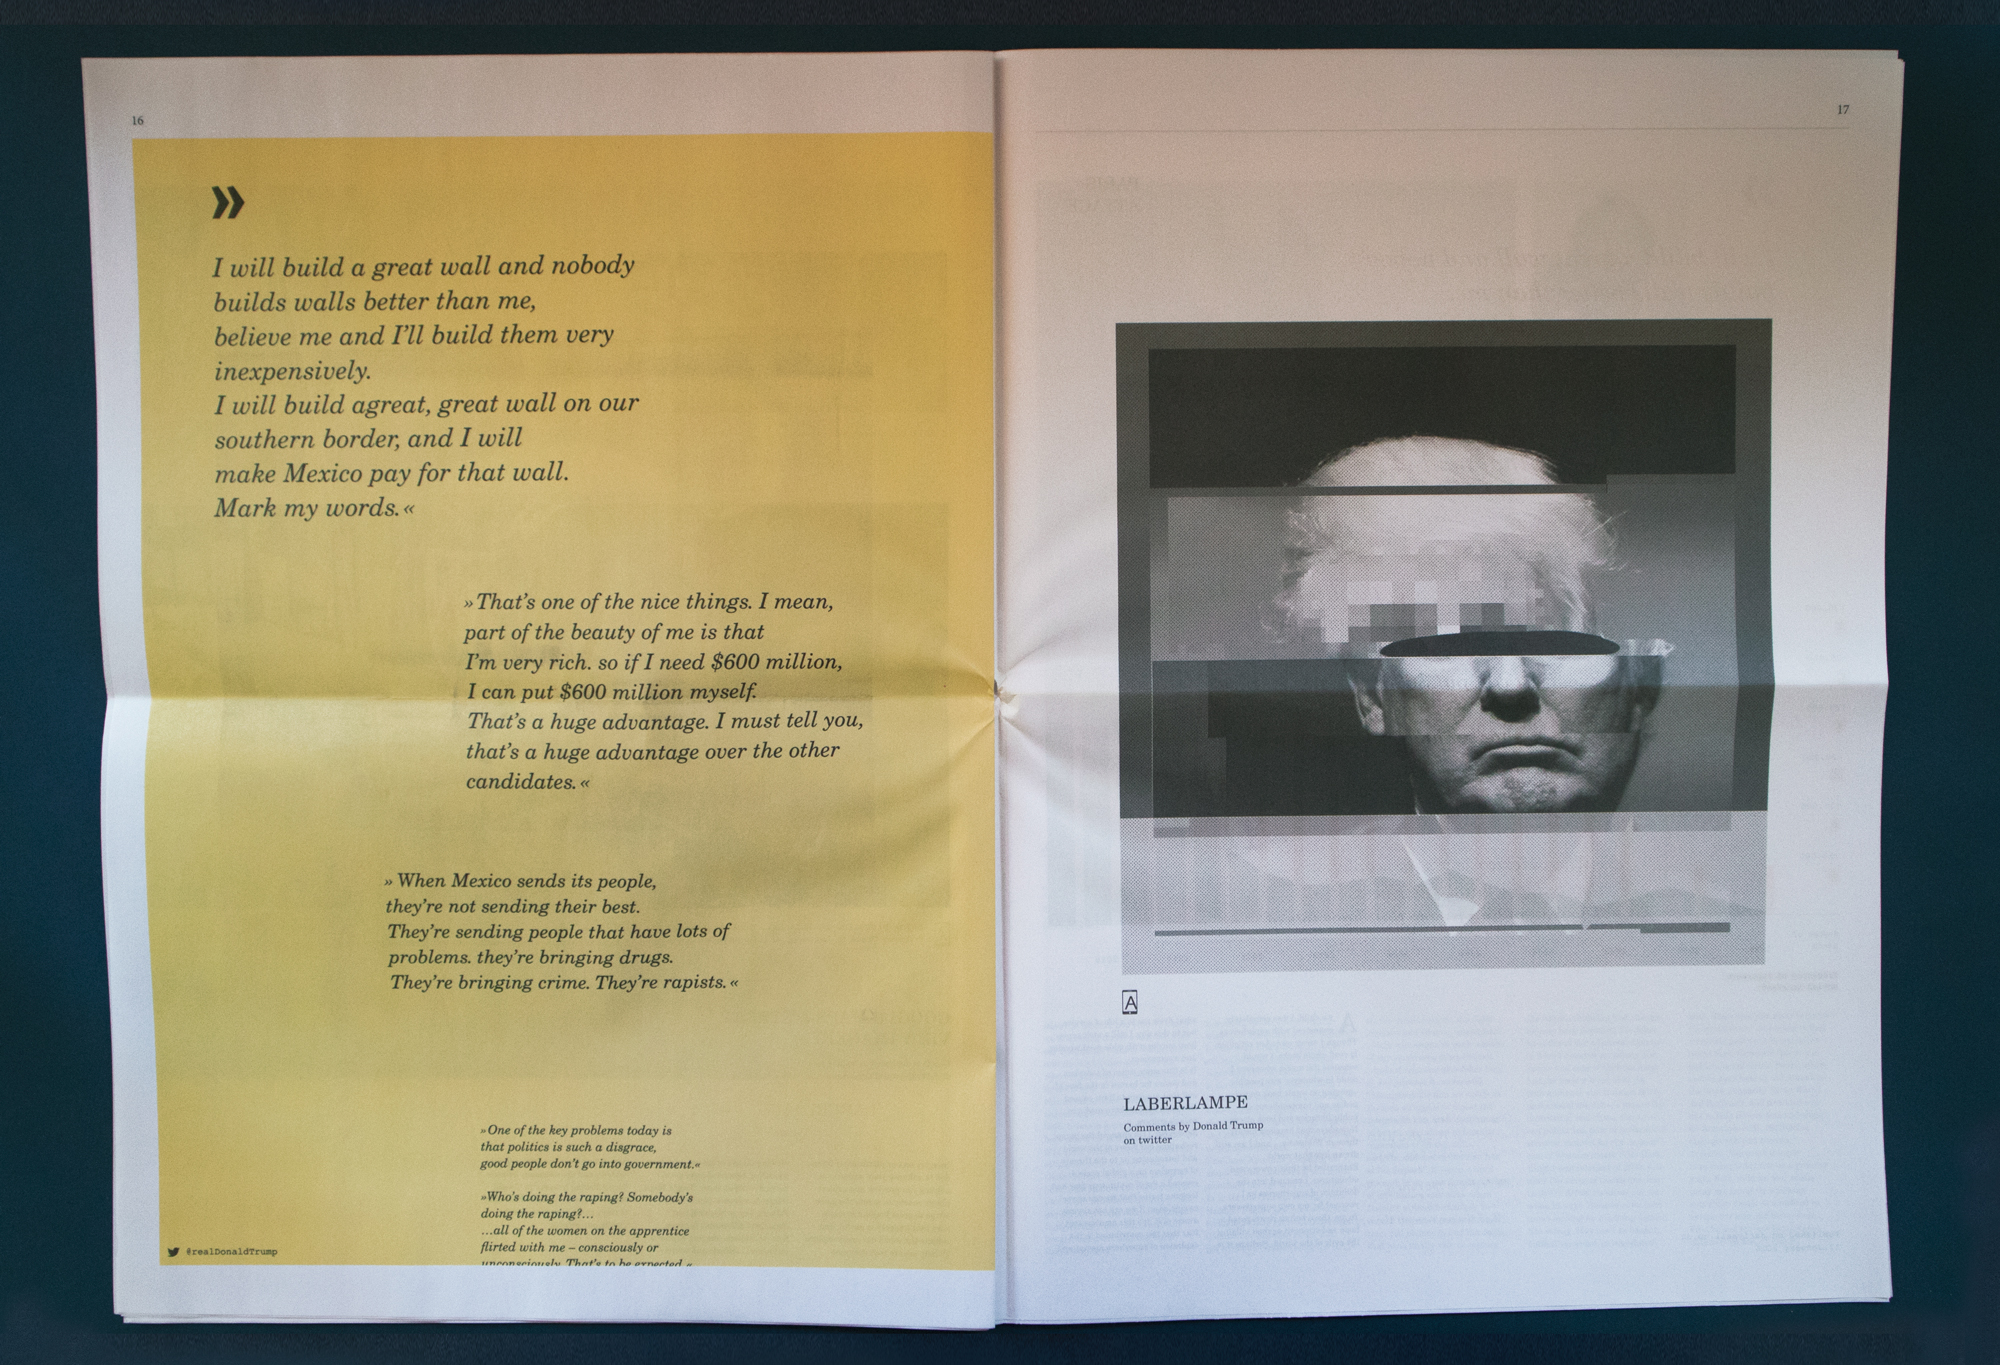 16
»
I will build a great wall and nobody
builds walls better than me,
believe me and I’ll build them very
inexpensively.
I will build agreat, great wall on our
southern border, and I will
make Mexico pay for that wall.
Mark my words. «
»That’s one of the nice things. I mean,
part of the beauty of me is that
I’m very rich. so if I need $600 million,
I can put $600 million myself.
That’s a huge advantage. I must tell you,
that’s a huge advantage over the other
candidates. «
» When Mexico sends its people,
they’re not sending their best.
They’re sending people that have lots of
problems. they’re bringing drugs.
They’re bringing crime. They’re rapists. «
»One of the key problems today is
that politics is such a disgrace,
good people don’t go into government.«
»Who’s doing the raping? Somebody’s
doing the raping?...
...all of the women on the apprentice
flirted with me – consciously or
unconsciously. That’s to be expected. «
@realDonaldTrump
17
A
LABERLAMPE
Comments by Donald Trump
on twitter